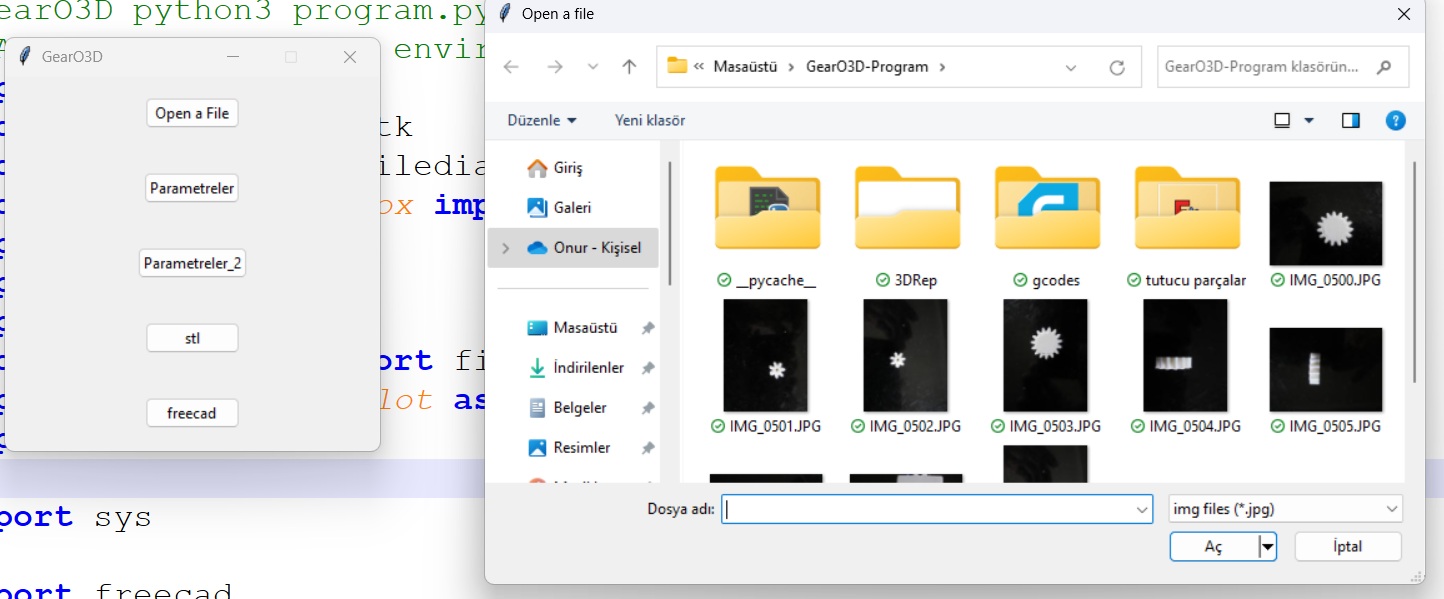 earO3D python3 program.py
envir
tk
iledia
ox imp
ort fi
lot as
port sys
port freecad
GearO3D
Open a File
Parametreler
Parametreler_2
stl
freecad
Open a file
« Masaüstü > GearO3D-Program >
GearO3D-Program klasörün...
Düzenle
Yeni klasör
Giriş
Galeri
Onur - Kişisel
Masaüstü
İndirilenler
Belgeler
Resimler
__pycache__
3DRep
gcodes
tutucu parçalar
IMG_0500.JPG
IMG_0501.JPG
IMG_0502.JPG
IMG_0503.JPG
IMG_0504.JPG
IMG_0505.JPG
Dosya adı:
img files (*.jpg)
Aç
İptal